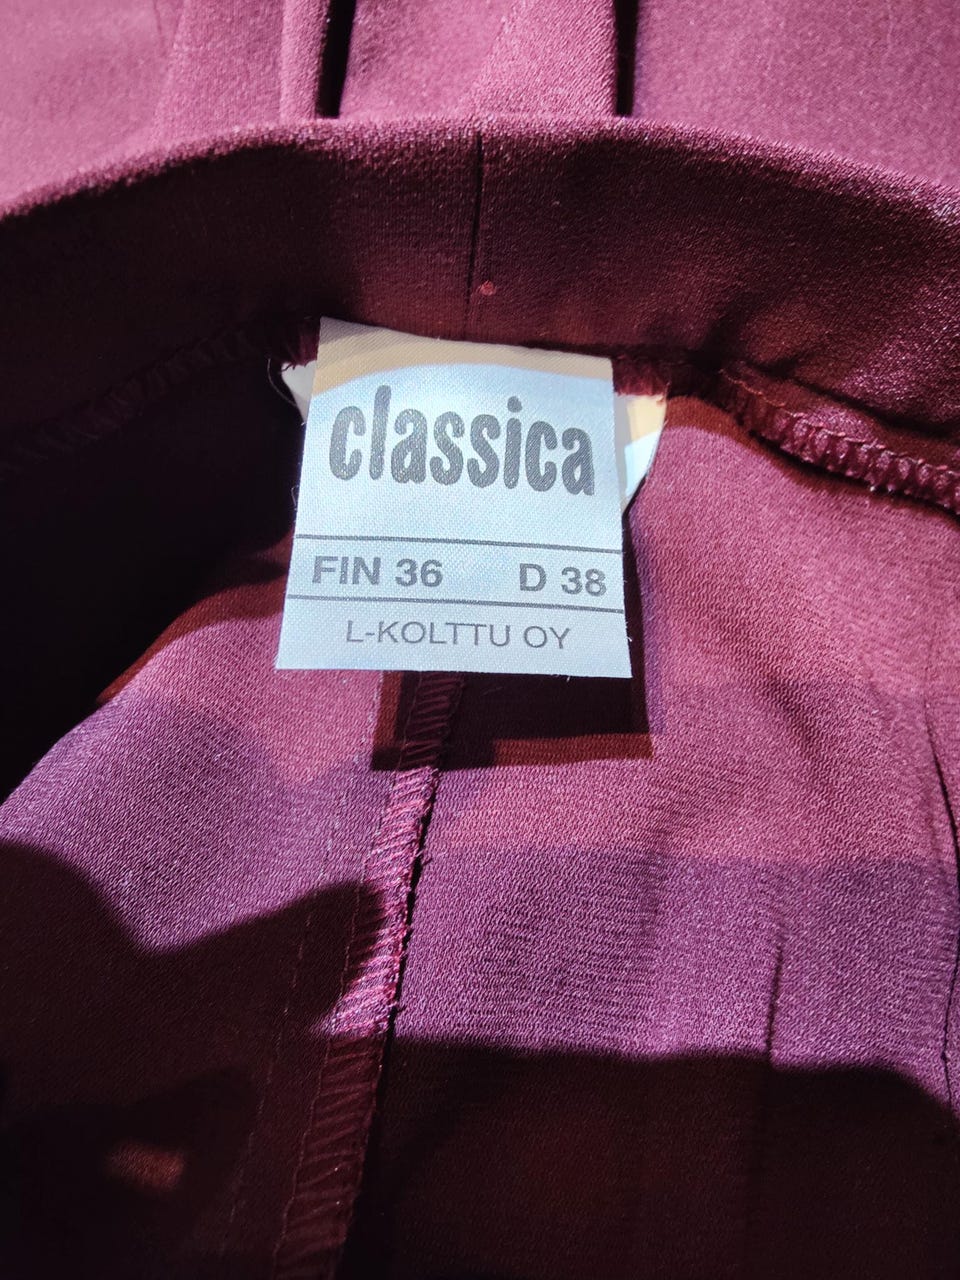 classica
FIN 36 D 38
L-KOLTTU OY